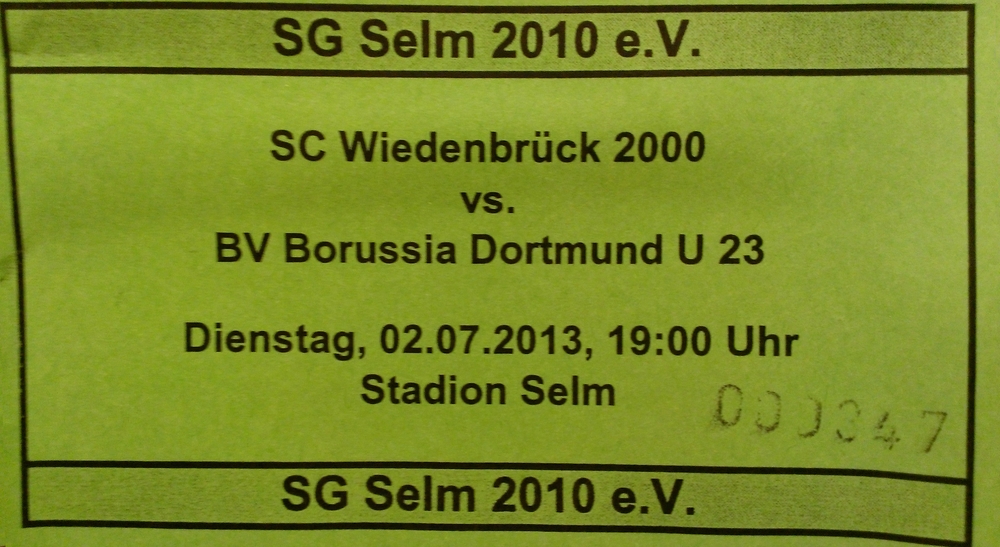 SG Selm 2010 e.V.
SC Wiedenbrück 2000
vs.
BV Borussia Dortmund U 23
Dienstag, 02.07.2013, 19:00 Uhr
Stadion Selm
000347
SG Selm 2010 e.V.